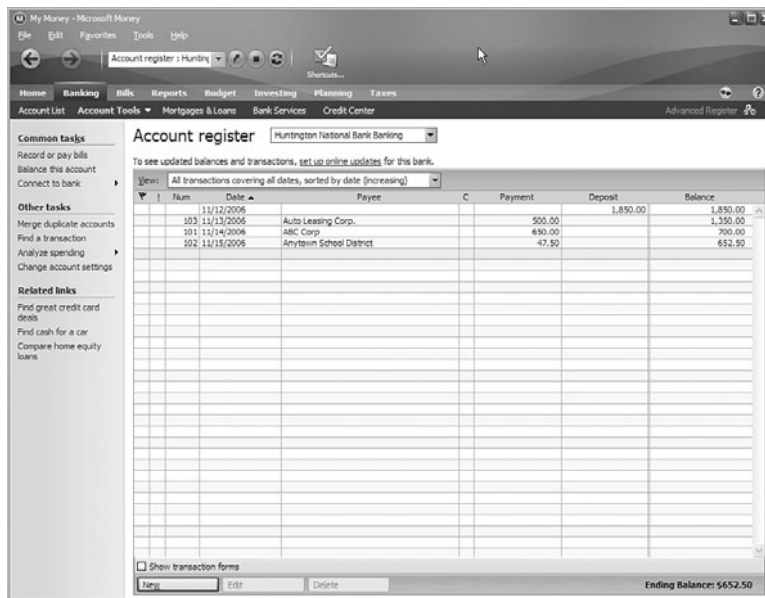 My Money - Microsoft Money
File Edit Favorites Tools Help
Account register : Hunting
Shortcuts...
Home Banking Bills Reports Budget Investing Planning Taxes
Account List Account Tools Mortgages & Loans Bank Services Credit Center Advanced Register
Common tasks
Record or pay bills
Balance this account
Connect to bank
Other tasks
Merge duplicate accounts
Find a transaction
Analyze spending
Change account settings
Related links
Find great credit card
deals
Find cash for a car
Compare home equity
loans
Account register Huntington National Bank Banking
To see updated balances and transactions, set up online updates for this bank.
View: All transactions covering all dates, sorted by date (increasing)
! Num Date Payee C Payment Deposit Balance
11/12/2006 1,850.00 1,850.00
103 11/13/2006 Auto Leasing Corp. 500.00 1,350.00
101 11/14/2006 ABC Corp 650.00 700.00
102 11/15/2006 Anytown School District 47.50 652.50
Show transaction forms
New Edit Delete Ending Balance: $652.50